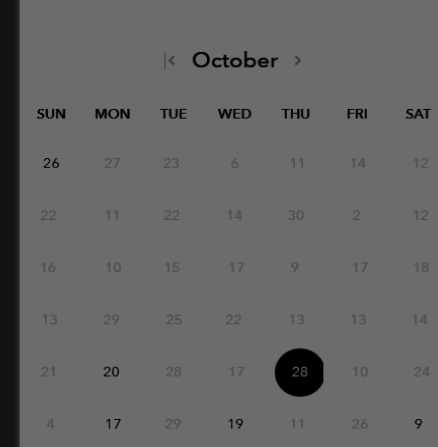 |< October >
SUN MON TUE WED THU FRI SAT
26 27 23 6 11 14 12
22 11 22 14 30 2 12
16 10 15 17 9 17 18
13 29 25 22 13 13 14
21 20 28 17 28 10 24
4 17 29 19 11 26 9